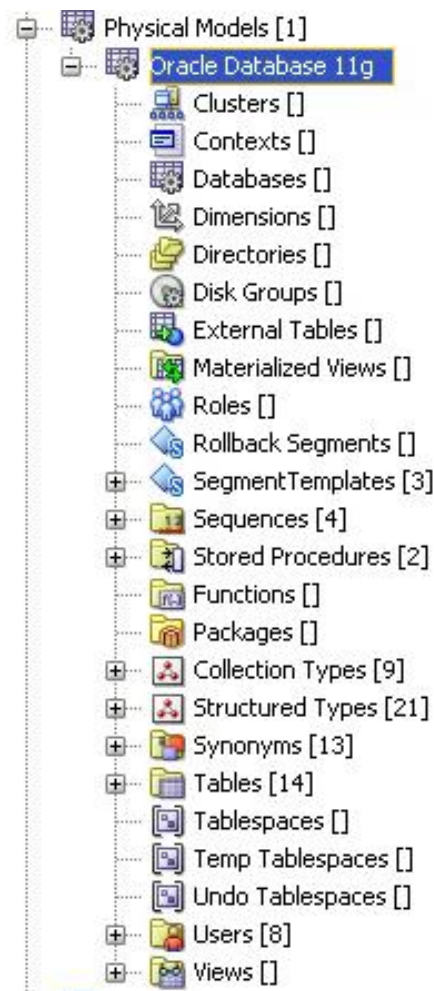 Physical Models [1]
Oracle Database 11g
Clusters []
Contexts []
Databases []
Dimensions []
Directories []
Disk Groups []
External Tables []
Materialized Views []
Roles []
Rollback Segments []
SegmentTemplates [3]
Sequences [4]
Stored Procedures [2]
Functions []
Packages []
Collection Types [9]
Structured Types [21]
Synonyms [13]
Tables [14]
Tablespaces []
Temp Tablespaces []
Undo Tablespaces []
Users [8]
Views []